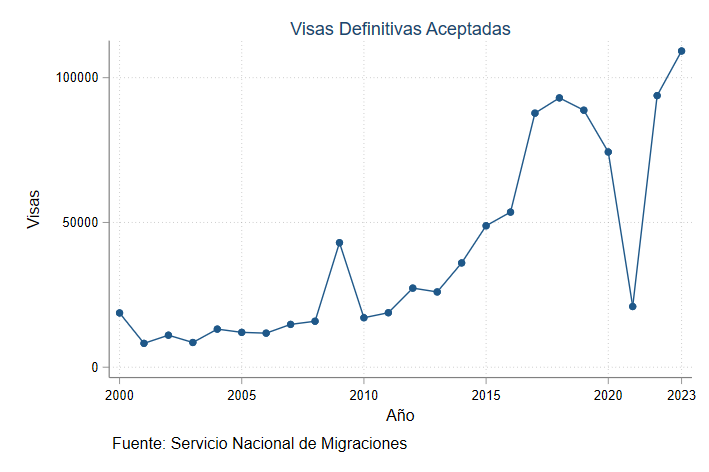 Visas Definitivas Aceptadas
100000
50000
0
Visas
2000 2005 2010 2015 2020 2023
Año
Fuente: Servicio Nacional de Migraciones